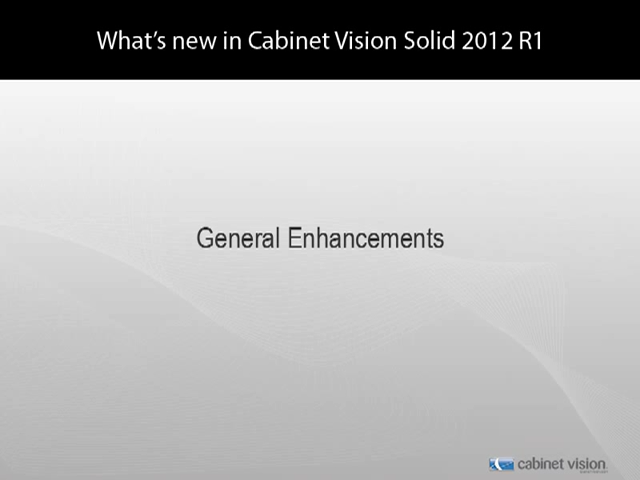 What's new in Cabinet Vision Solid 2012 R1
General Enhancements
cabinet vision